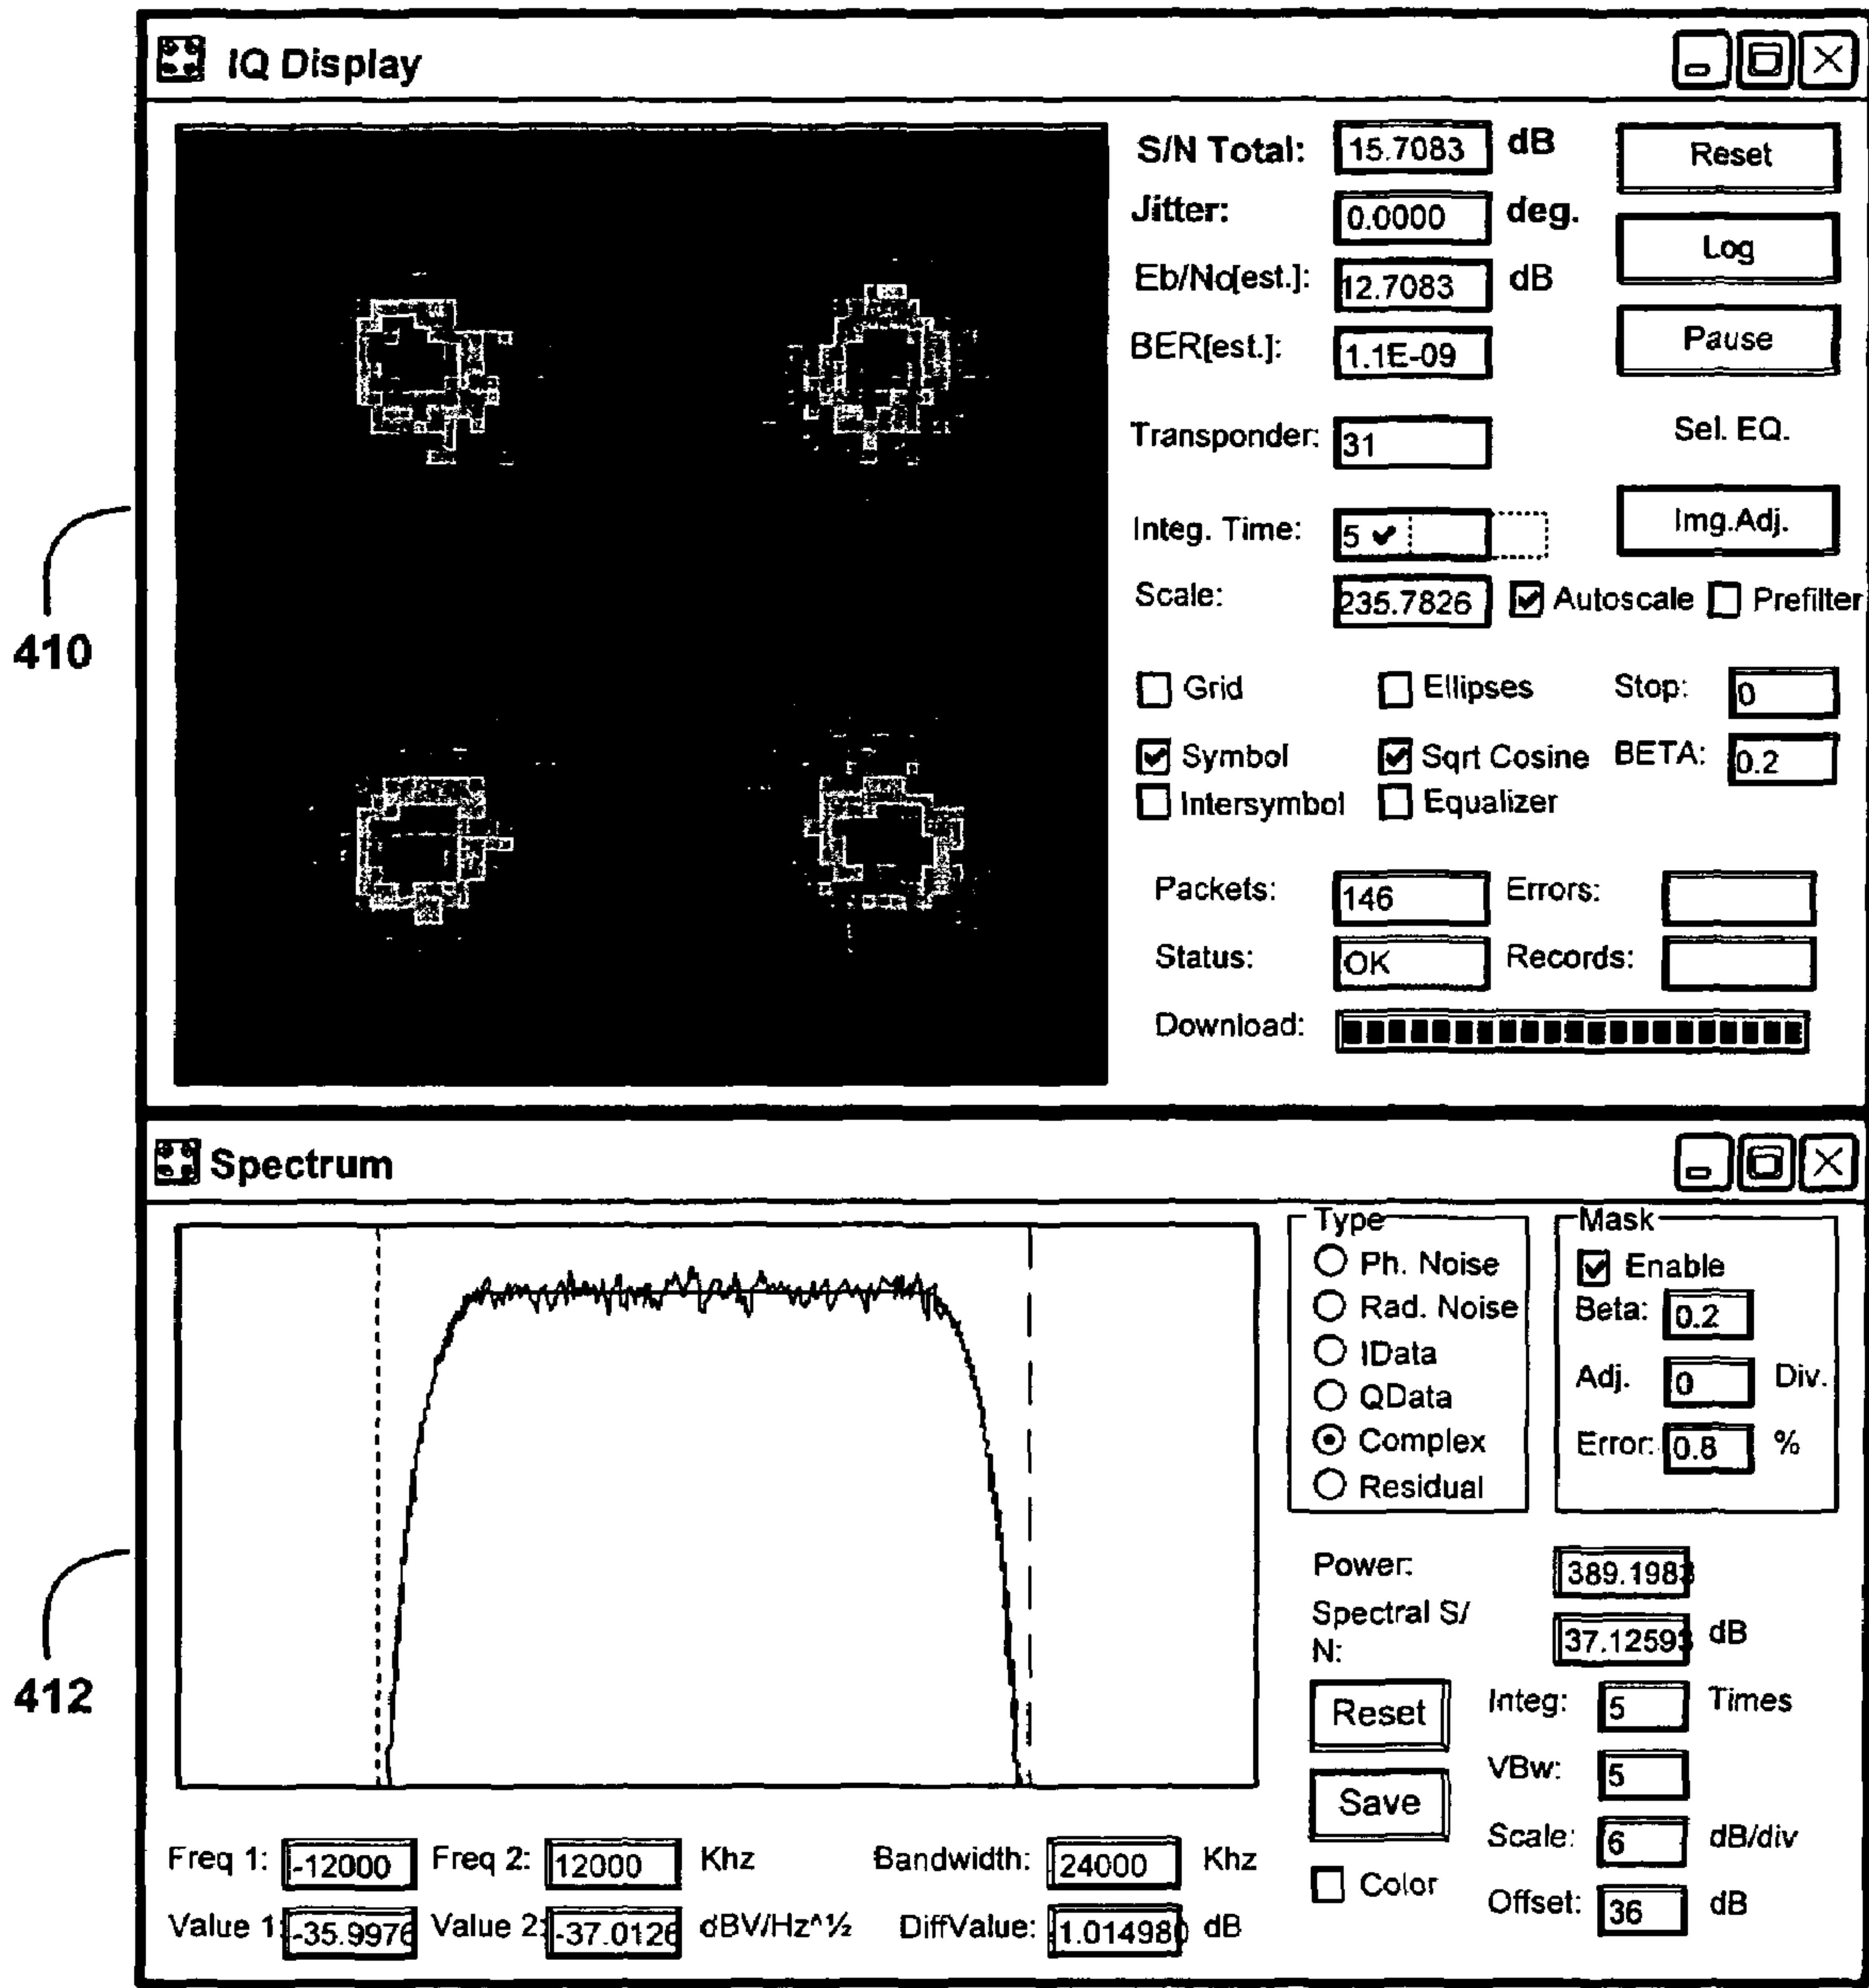 IQ Display
S/N Total: 15.7083 dB Reset
Jitter: 0.0000 deg.
Log
Eb/No[est.]: 12.7083 dB
BER[est.]: 1.1E-09 Pause
Transponder: 31 Sel. EQ.
Integ. Time: 5 Img.Adj.
Scale: 235.7826 Autoscale Prefilter
410
Grid Ellipses Stop: 0
Symbol Sqrt Cosine BETA: 0.2
Intersymbol Equalizer
Packets: 146 Errors:
Status: OK Records:
Download:
Spectrum
Type Mask
Ph. Noise Enable
Rad. Noise Beta: 0.2
IData
QData Adj. 0 Div.
Complex Error: 0.8 %
Residual
412
Power: 389.1983
Spectral S/
N: 37.12593 dB
Reset Integ: 5 Times
VBw: 5
Save
Scale: 6 dB/div
Color Offset: 36 dB
Freq 1: -12000 Freq 2: 12000 Khz Bandwidth: 24000 Khz
Value 1: -35.9976 Value 2: -37.0126 dBV/Hz^½ DiffValue: 1.014980 dB